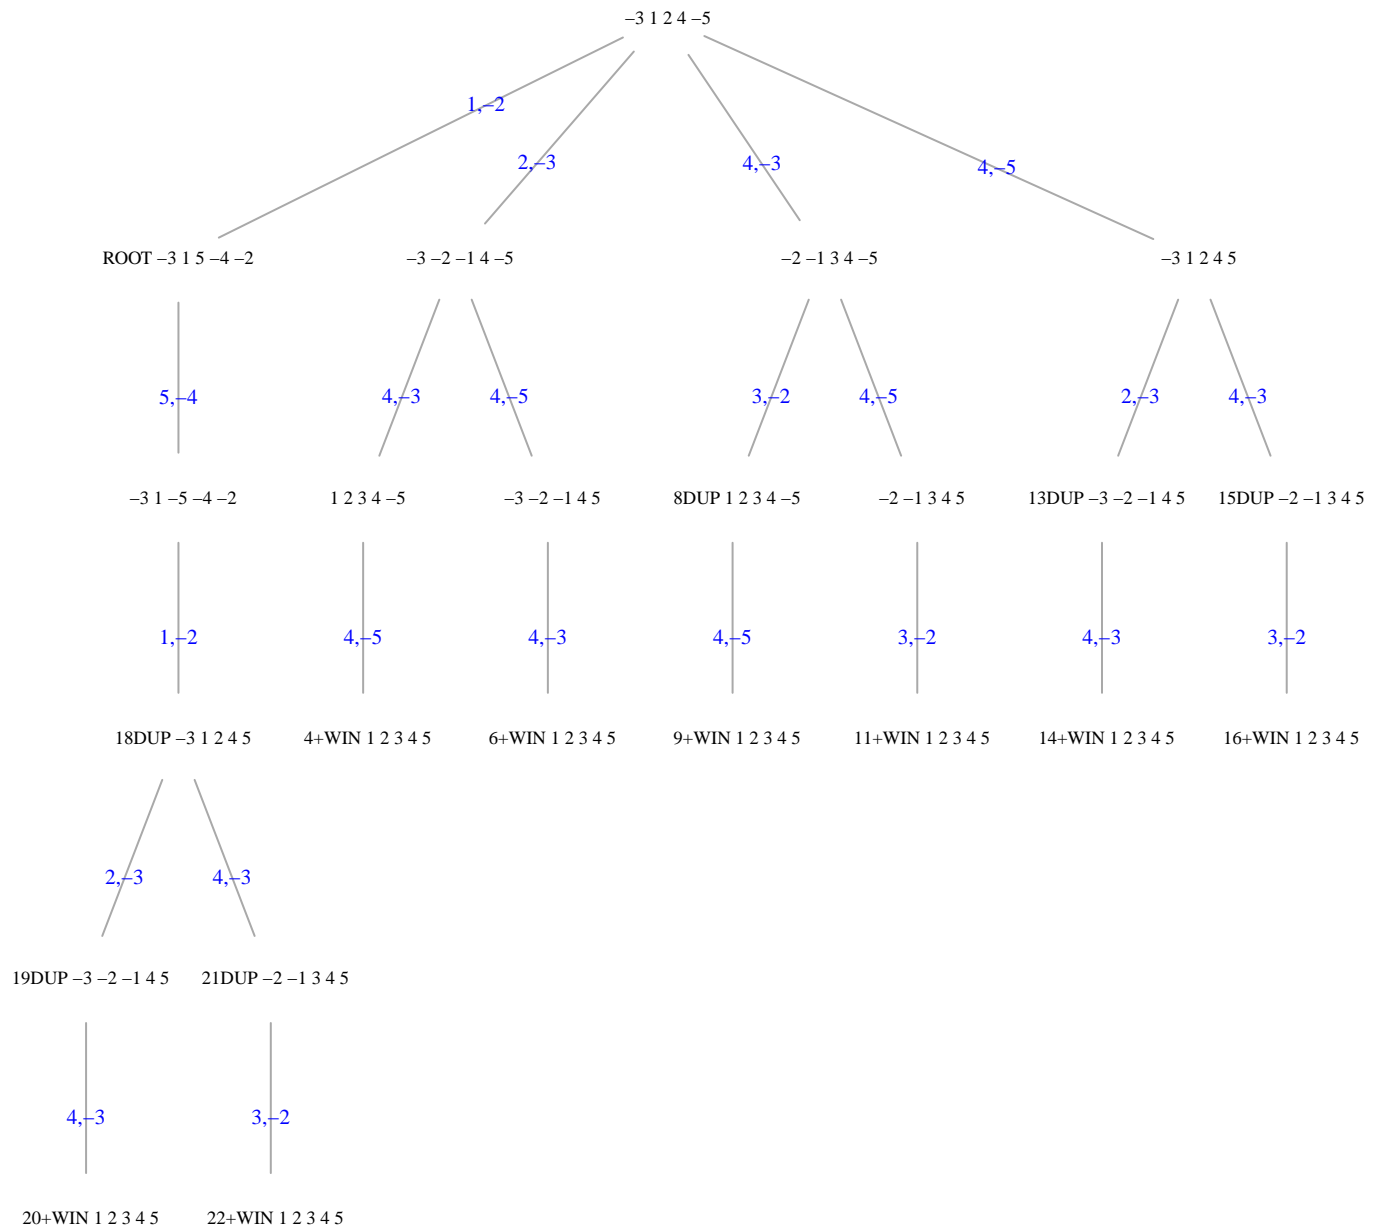 –3 1 2 4 –5
1,–2
2,–3
4,–3
4,–5
ROOT –3 1 5 –4 –2
–3 –2 –1 4 –5
–2 –1 3 4 –5
–3 1 2 4 5
5,–4
4,–3
4,–5
3,–2
4,–5
2,–3
4,–3
–3 1 –5 –4 –2
1 2 3 4 –5
–3 –2 –1 4 5
8DUP 1 2 3 4 –5
–2 –1 3 4 5
13DUP –3 –2 –1 4 5
15DUP –2 –1 3 4 5
1,–2
4,–5
4,–3
4,–5
3,–2
4,–3
3,–2
18DUP –3 1 2 4 5
4+WIN 1 2 3 4 5
6+WIN 1 2 3 4 5
9+WIN 1 2 3 4 5
11+WIN 1 2 3 4 5
14+WIN 1 2 3 4 5
16+WIN 1 2 3 4 5
2,–3
4,–3
19DUP –3 –2 –1 4 5
21DUP –2 –1 3 4 5
4,–3
3,–2
20+WIN 1 2 3 4 5
22+WIN 1 2 3 4 5